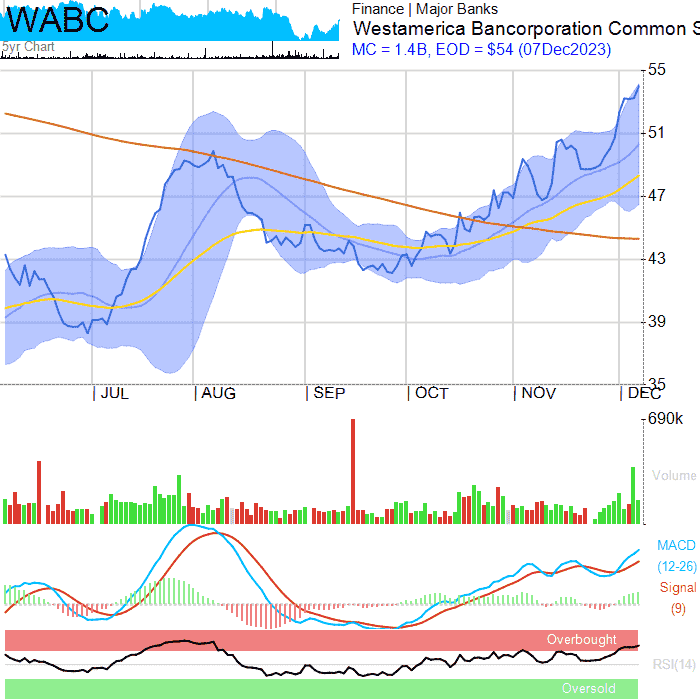 WABC
5yr Chart
Finance | Major Banks
Westamerica Bancorporation Common S
MC = 1.4B, EOD = $54 (07Dec2023)
55
51
47
43
39
35
JUL AUG SEP OCT NOV DEC
690k
Volume
MACD
(12-26)
Signal
(9)
Overbought
RSI(14)
Oversold